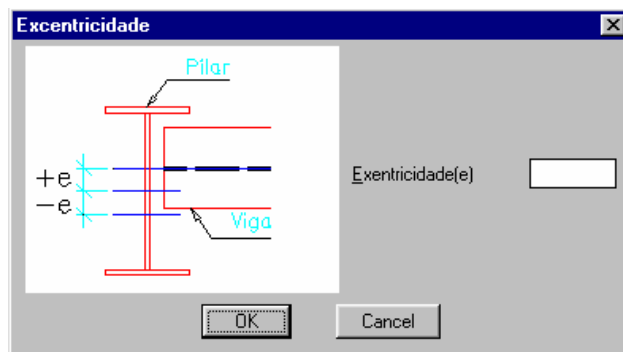 Excentricidade
Pilar
+e
-e
Viga
Exentricidade(e)
OK
Cancel